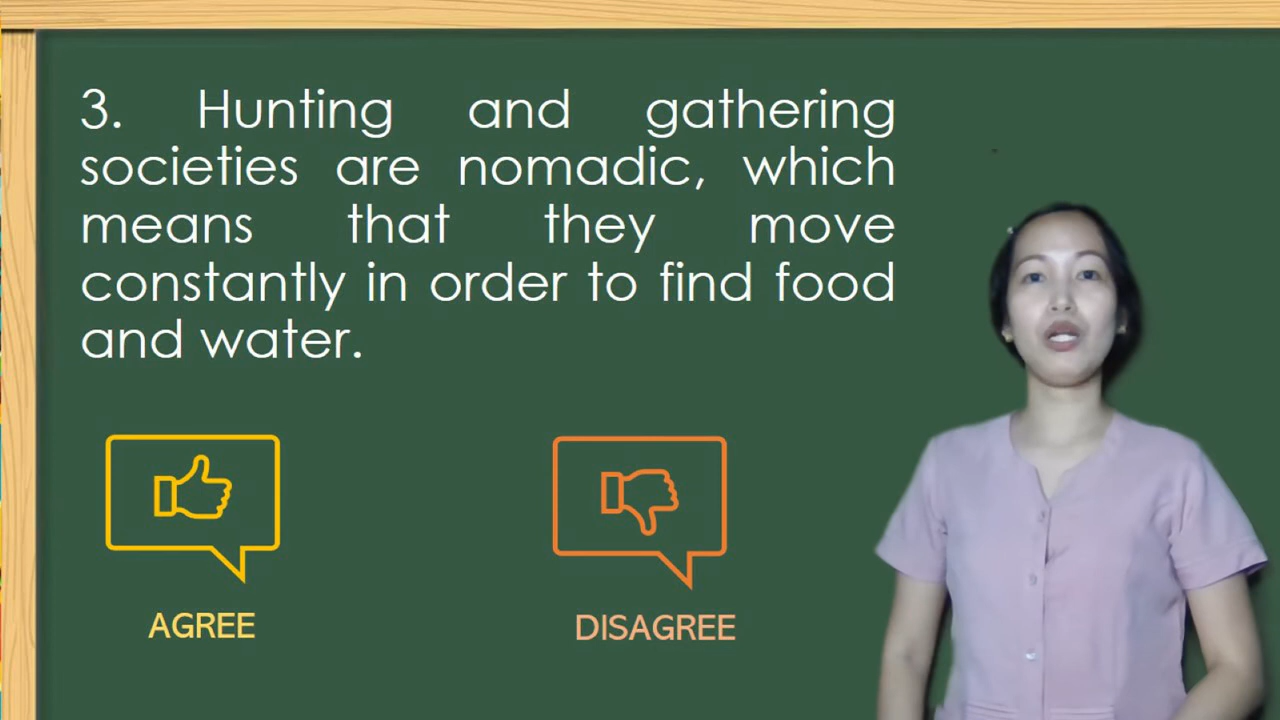 3. Hunting and gathering
societies are nomadic, which
means that they move
constantly in order to find food
and water.
AGREE
DISAGREE